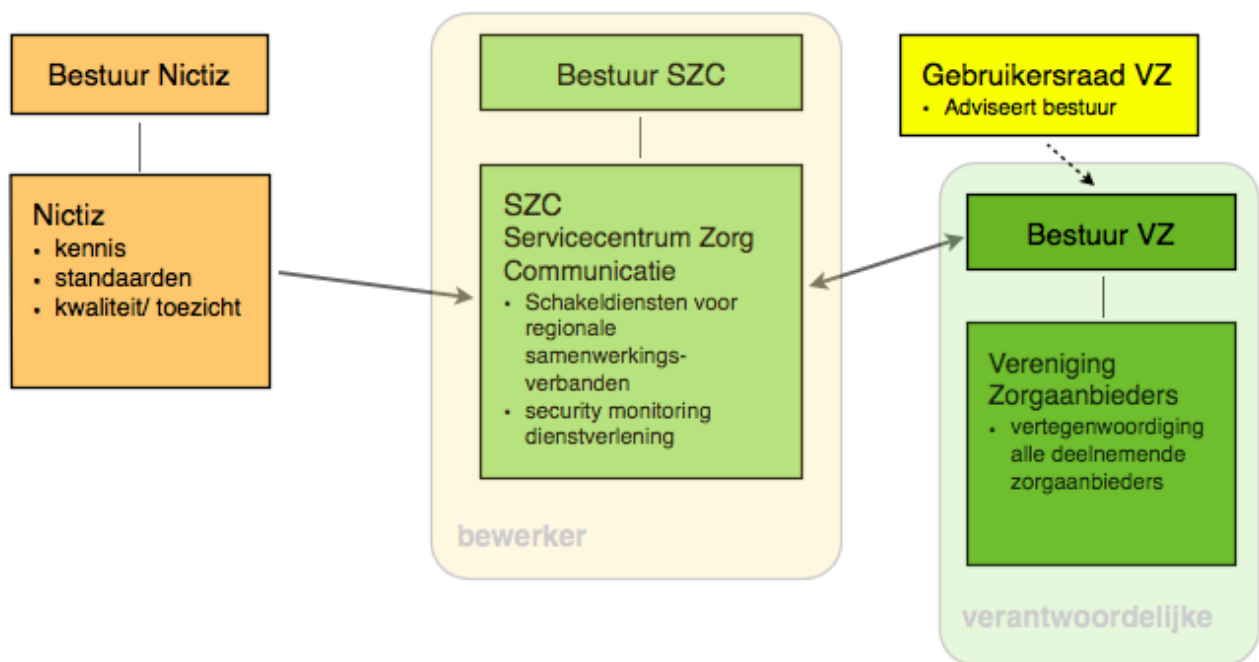 Bestuur Nictiz
Nictiz
• kennis
• standaarden
• kwaliteit/ toezicht
Bestuur SZC
SZC
Servicecentrum Zorg
Communicatie
• Schakeldiensten voor
regionale
samenwerkings-
verbanden
• security monitoring
dienstverlening
bewerker
Gebruikersraad VZ
• Adviseert bestuur
Bestuur VZ
Vereniging
Zorgaanbieders
• vertegenwoordiging
alle deelnemende
zorgaanbieders
verantwoordelijke